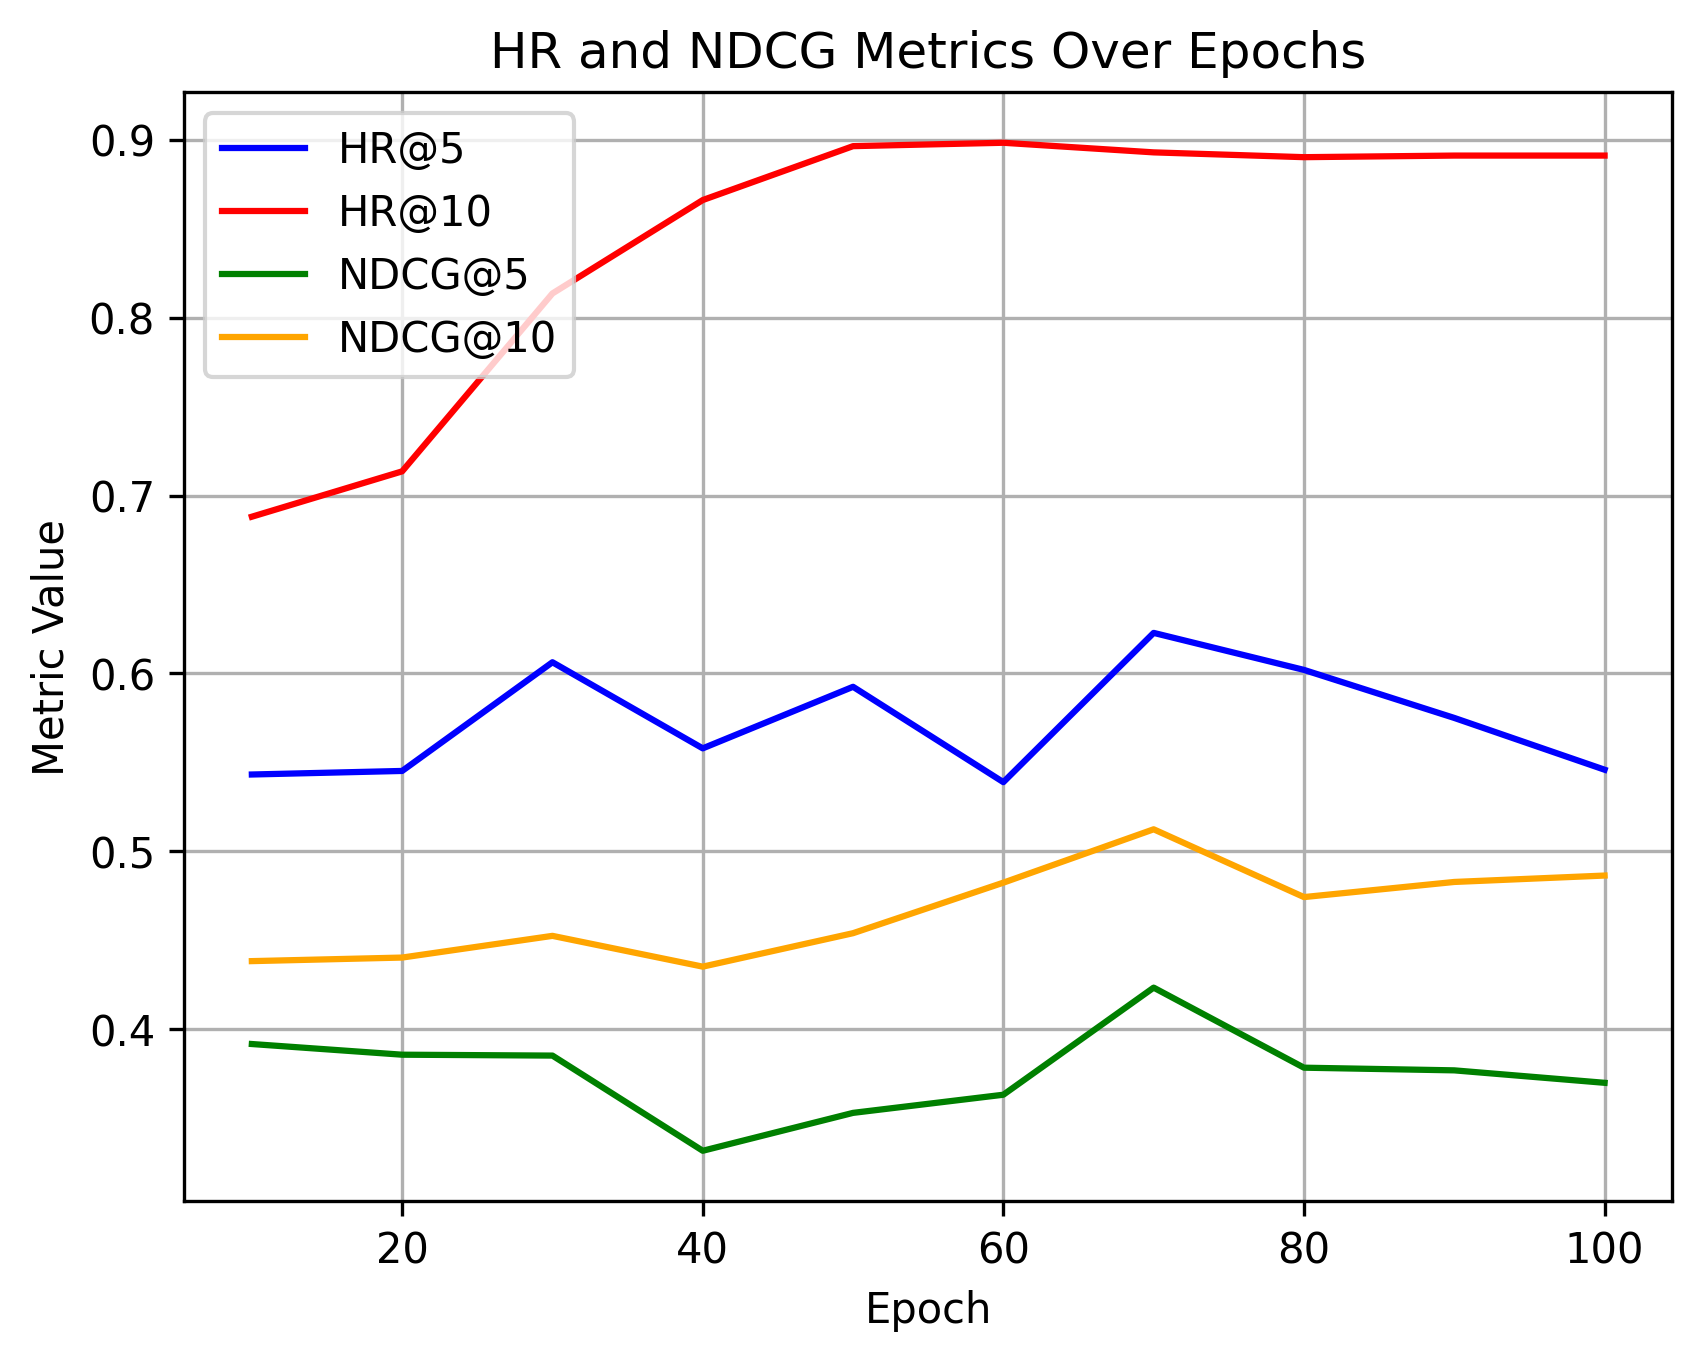 HR and NDCG Metrics Over Epochs
HR@5
HR@10
NDCG@5
NDCG@10
Metric Value
0.9
0.8
0.7
0.6
0.5
0.4
20 40 60 80 100
Epoch